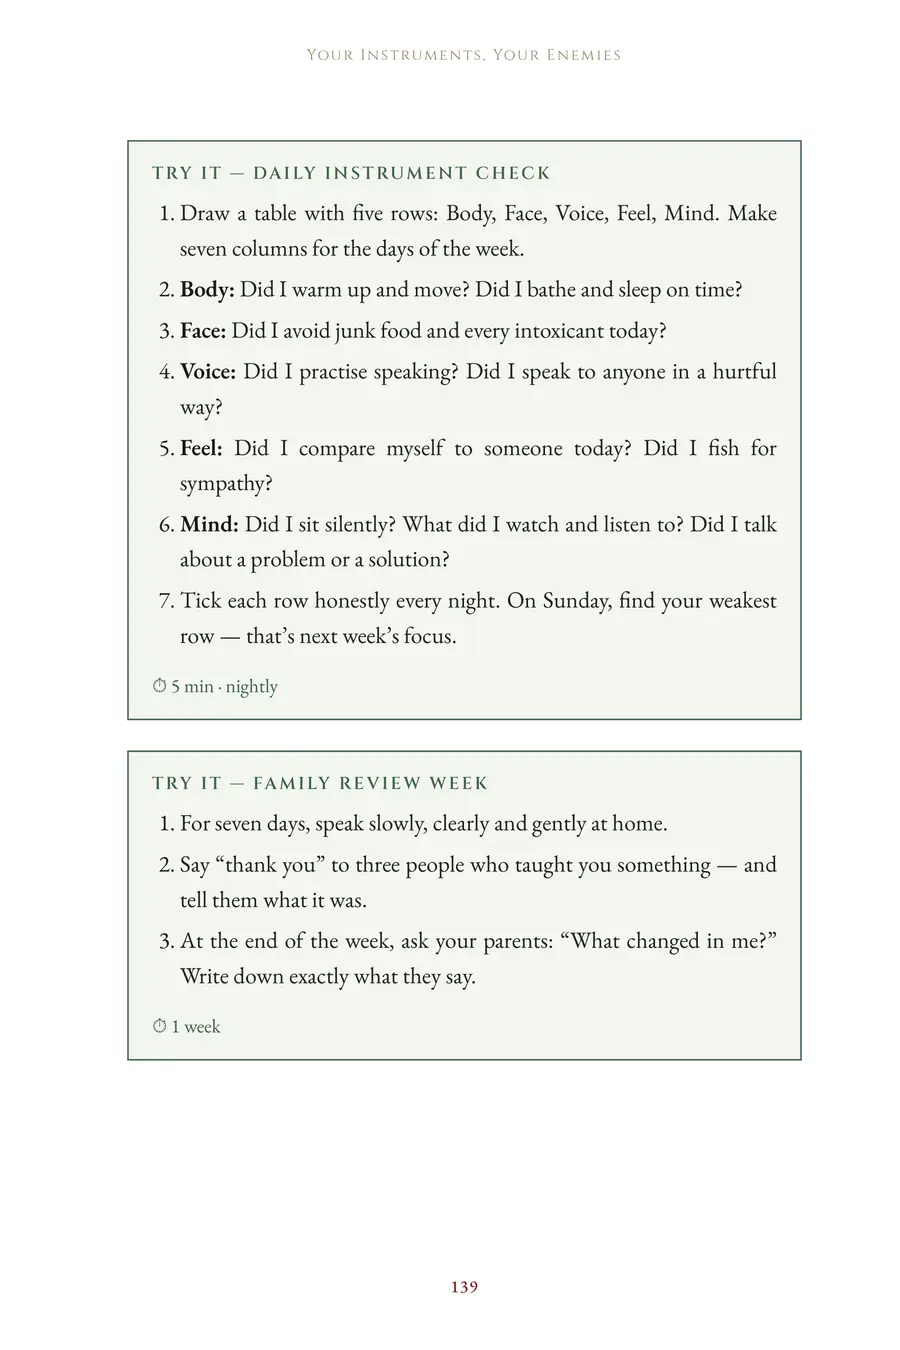 Your Instruments, Your Enemies
TRY IT — DAILY INSTRUMENT CHECK
1. Draw a table with five rows: Body, Face, Voice, Feel, Mind. Make
seven columns for the days of the week.
2. Body: Did I warm up and move? Did I bathe and sleep on time?
3. Face: Did I avoid junk food and every intoxicant today?
4. Voice: Did I practise speaking? Did I speak to anyone in a hurtful
way?
5. Feel: Did I compare myself to someone today? Did I fish for
sympathy?
6. Mind: Did I sit silently? What did I watch and listen to? Did I talk
about a problem or a solution?
7. Tick each row honestly every night. On Sunday, find your weakest
row — that’s next week’s focus.
⏱ 5 min · nightly
TRY IT — FAMILY REVIEW WEEK
1. For seven days, speak slowly, clearly and gently at home.
2. Say “thank you” to three people who taught you something — and
tell them what it was.
3. At the end of the week, ask your parents: “What changed in me?”
Write down exactly what they say.
⏱ 1 week
139